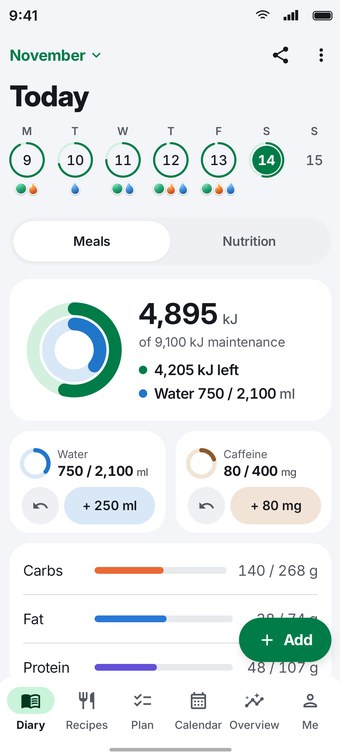 9:41
November
Today
M T W T F S S
9 10 11 12 13 14 15
Meals Nutrition
4,895 kJ
of 9,100 kJ maintenance
4,205 kJ left
Water 750 / 2,100 ml
Water
750 / 2,100 ml
+ 250 ml
Caffeine
80 / 400 mg
+ 80 mg
Carbs 140 / 268 g
Fat 38 / 74 g
Protein 48 / 107 g
+ Add
Diary Recipes Plan Calendar Overview Me